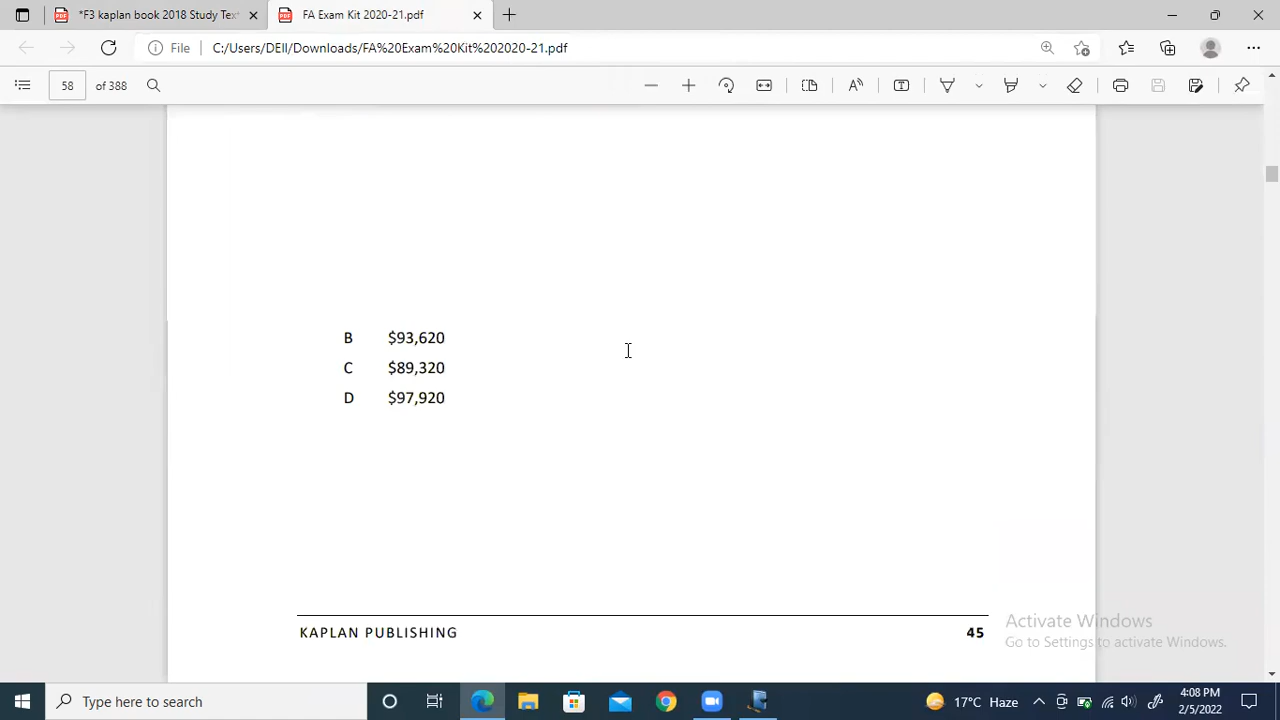 *F3 kaplan book 2018 Study Tex
FA Exam Kit 2020-21.pdf
File
C:/Users/DEll/Downloads/FA%20Exam%20Kit%202020-21.pdf
58 of 388
B $93,620
C $89,320
D $97,920
KAPLAN PUBLISHING 45
Activate Windows
Go to Settings to activate Windows.
Type here to search
17°C Haze
4:08 PM
2/5/2022